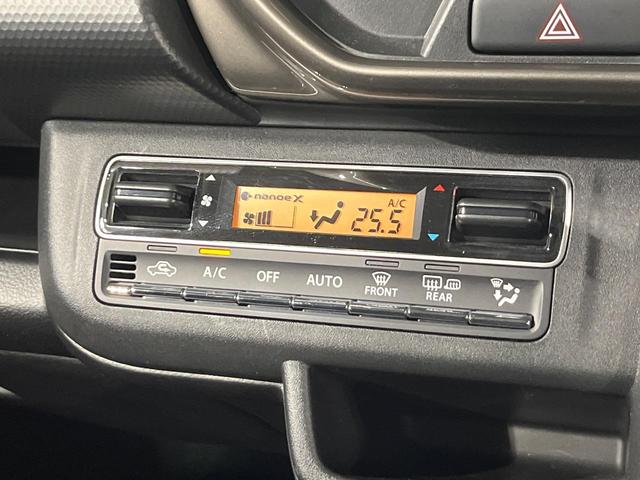 nanoeX
A/C
25.5
A/C OFF AUTO FRONT REAR